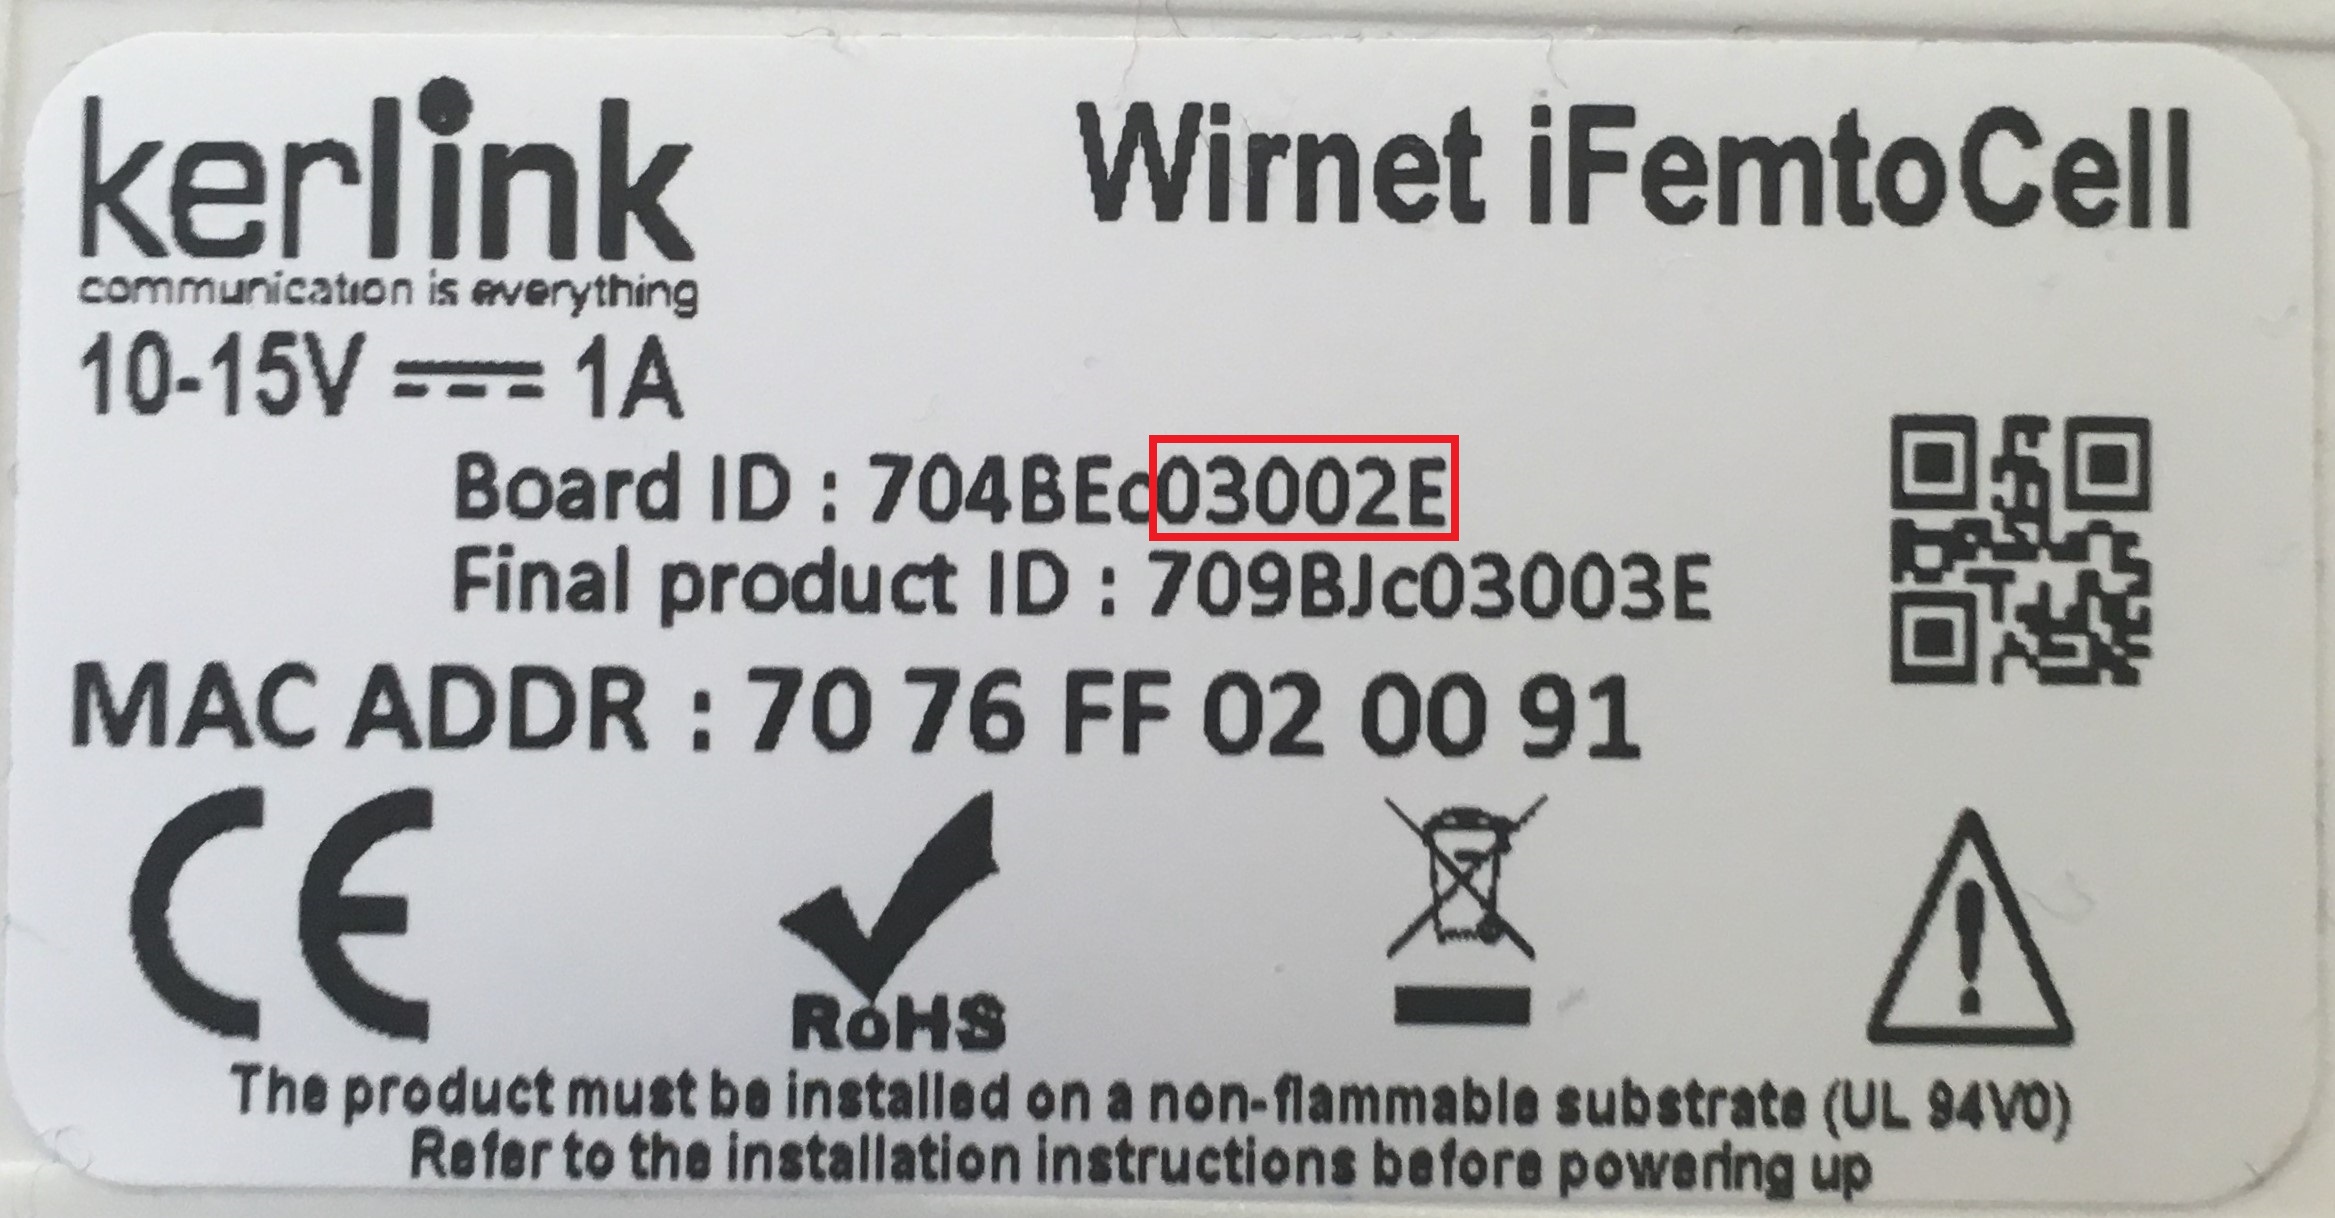 kerlink
Wirnet iFemtoCell
communication is everything
10-15V ⎓ 1A
Board ID : 704BEc03002E
Final product ID : 709BJc03003E
MAC ADDR : 70 76 FF 02 00 91
CE
RoHS
The product must be installed on a non-flammable substrate (UL 94V0)
Refer to the installation instructions before powering up